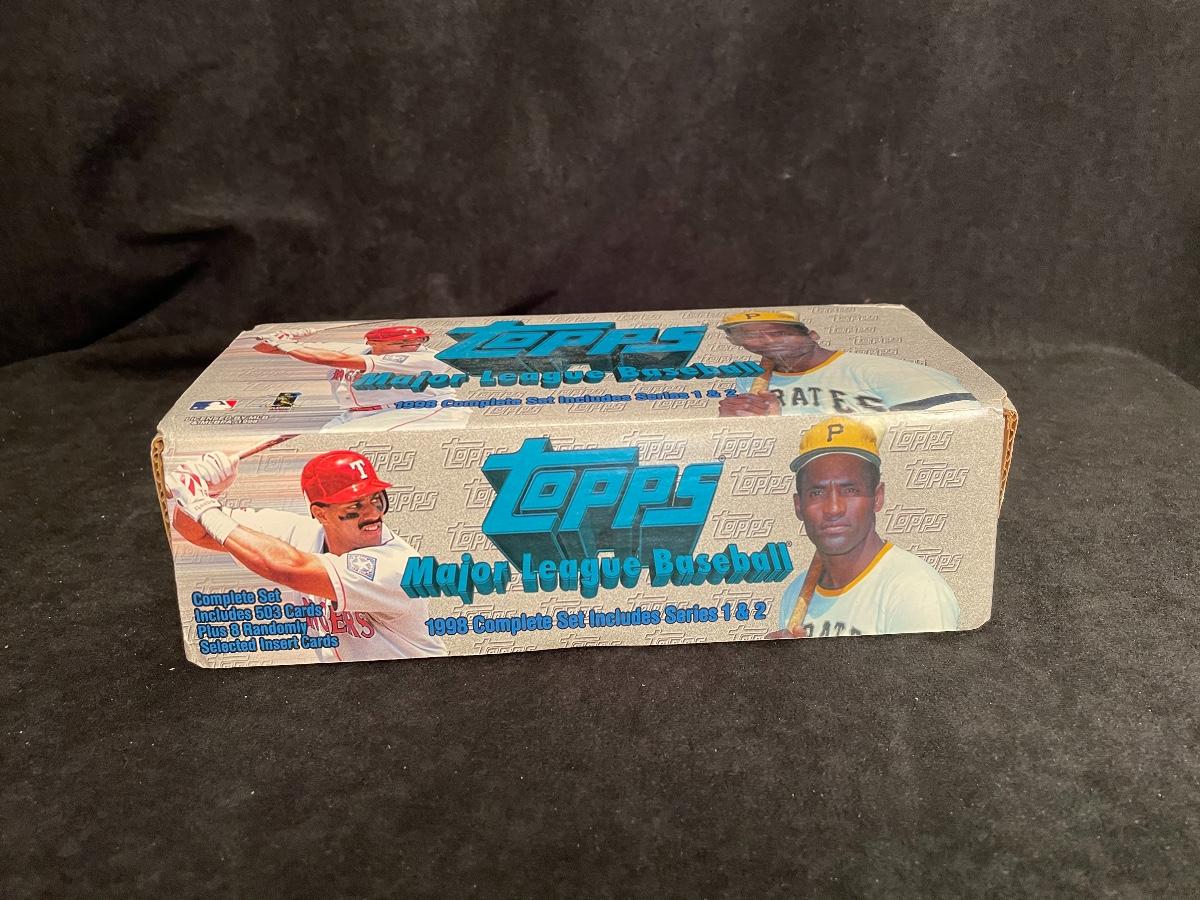 Topps
Major League Baseball
1998 Complete Set Includes Series 1 & 2
P
PIRATES
T
Topps
Major League Baseball®
1998 Complete Set Includes Series 1 & 2
Complete Set
Includes 503 Cards
Plus 8 Randomly
Selected Insert Cards
P